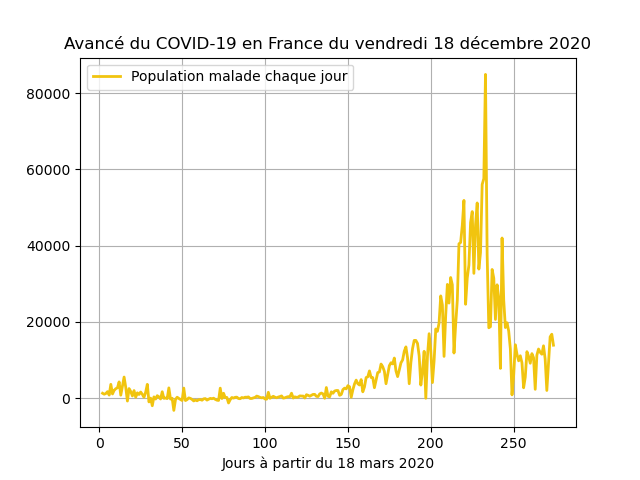 Avancé du COVID-19 en France du vendredi 18 décembre 2020
Population malade chaque jour
80000
60000
40000
20000
0
0 50 100 150 200 250
Jours à partir du 18 mars 2020